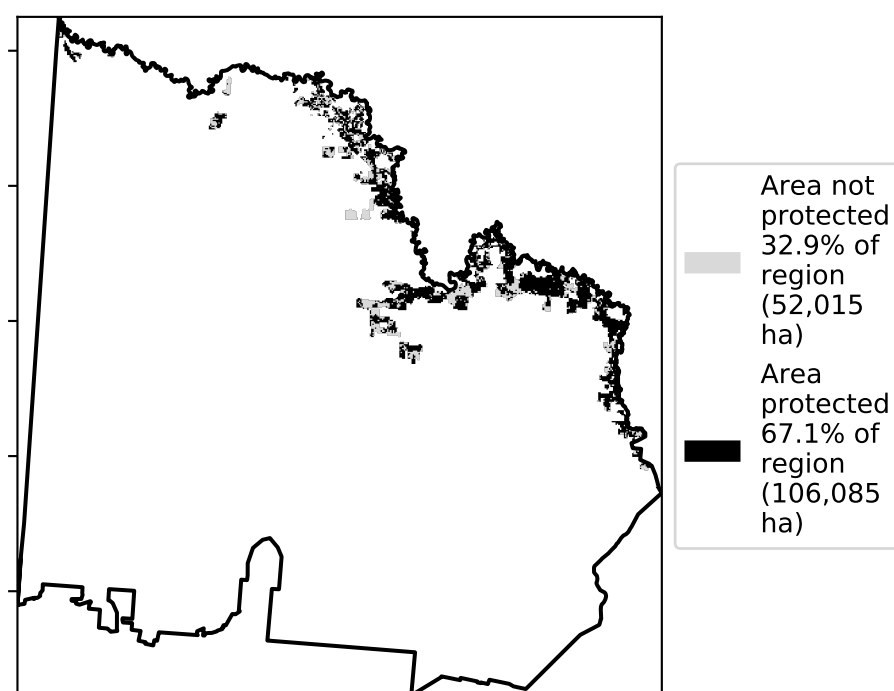 Area not
protected
32.9% of
region
(52,015
ha)
Area
protected
67.1% of
region
(106,085
ha)